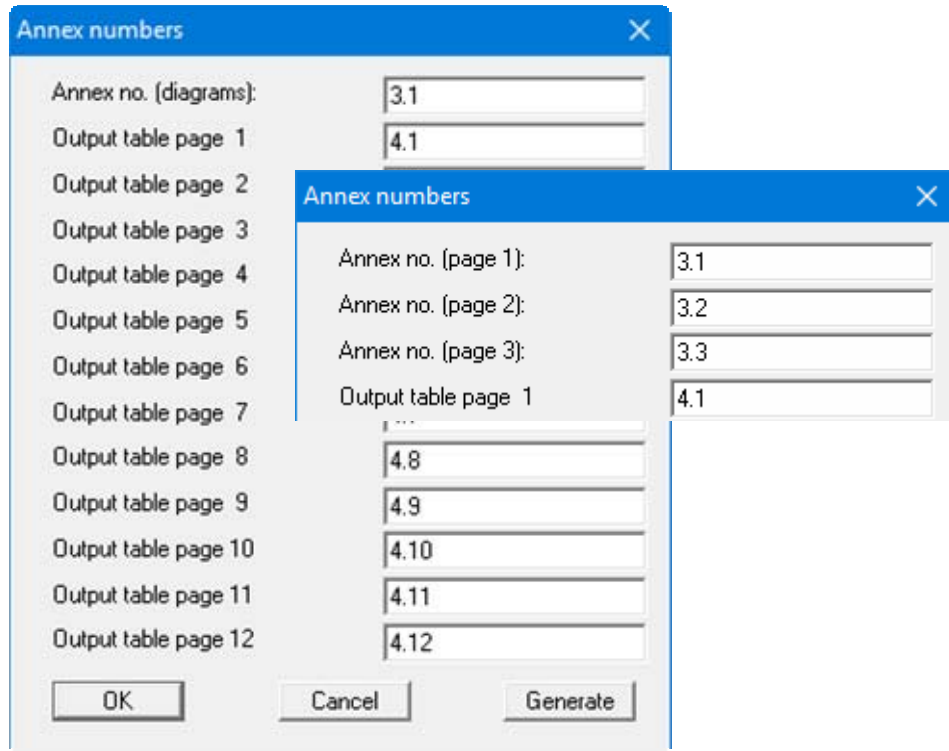 Annex numbers
Annex no. (diagrams): 3.1
Output table page 1 4.1
Output table page 2
Output table page 3
Output table page 4
Output table page 5
Output table page 6
Output table page 7
Output table page 8 4.8
Output table page 9 4.9
Output table page 10 4.10
Output table page 11 4.11
Output table page 12 4.12
OK Cancel Generate
Annex numbers
Annex no. (page 1): 3.1
Annex no. (page 2): 3.2
Annex no. (page 3): 3.3
Output table page 1 4.1